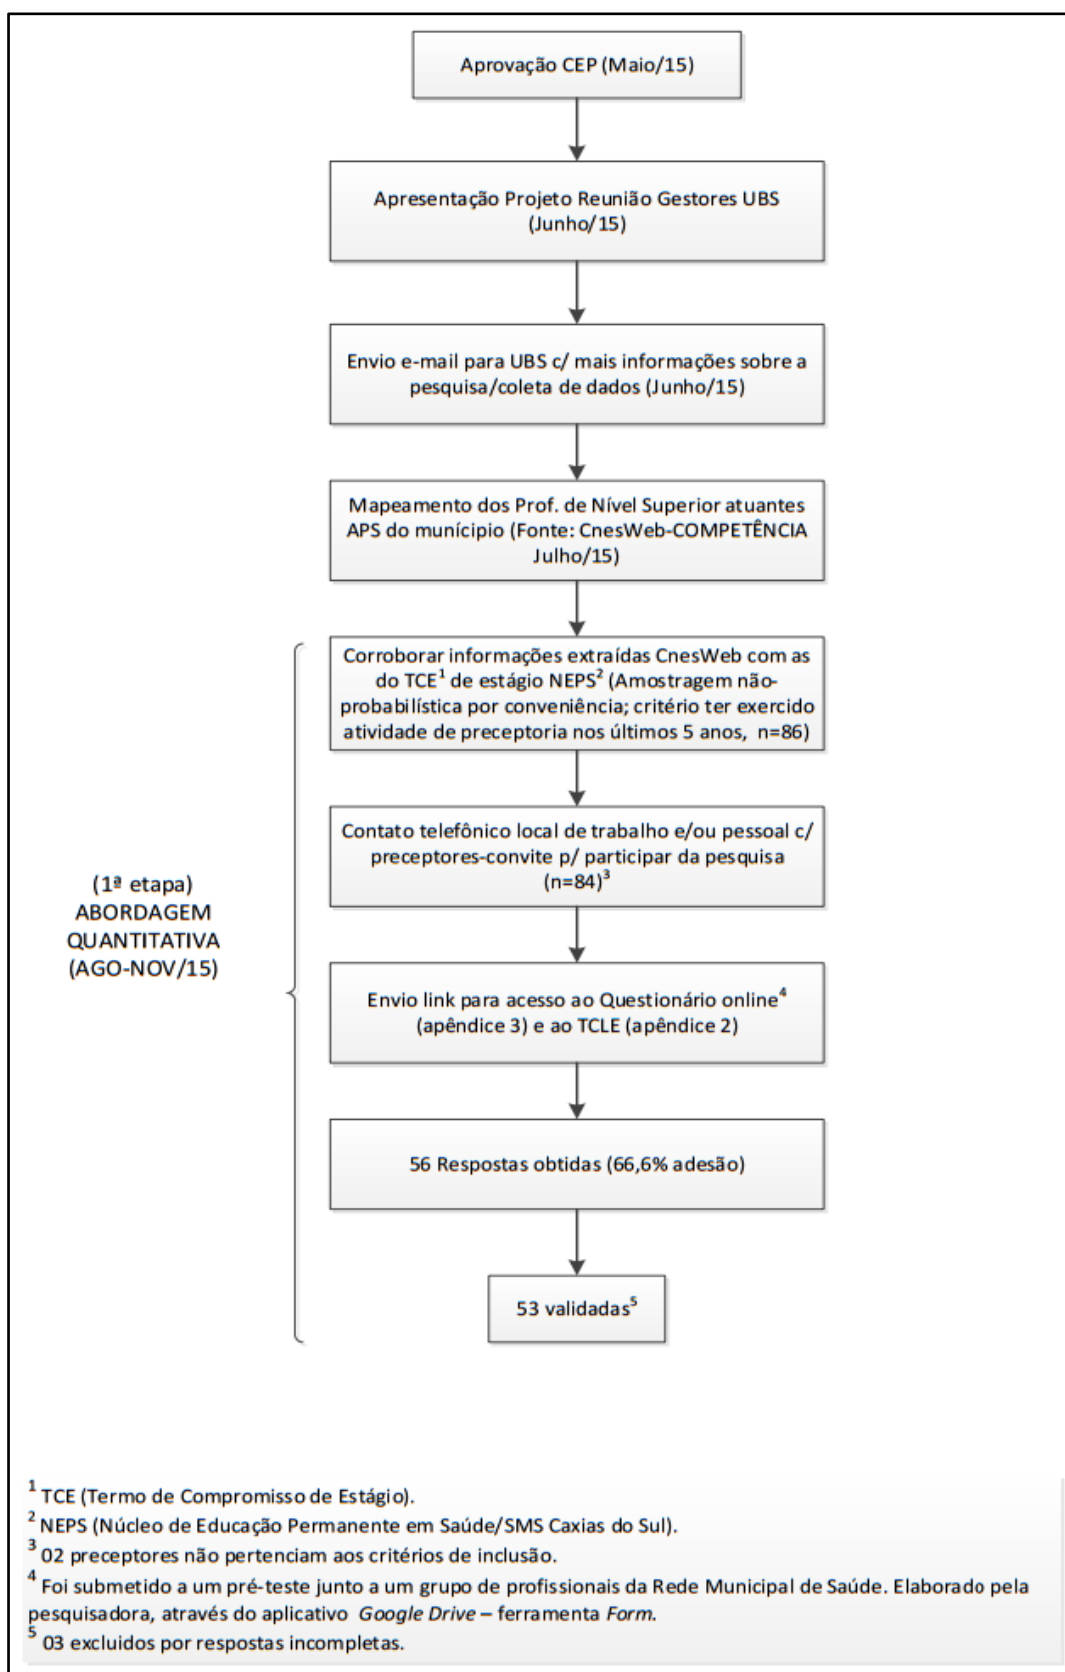 Aprovação CEP (Maio/15)
Apresentação Projeto Reunião Gestores UBS
(Junho/15)
Envio e-mail para UBS c/ mais informações sobre a
pesquisa/coleta de dados (Junho/15)
Mapeamento dos Prof. de Nível Superior atuantes
APS do munícipio (Fonte: CnesWeb-COMPETÊNCIA
Julho/15)
Corroborar informações extraídas CnesWeb com as
do TCE¹ de estágio NEPS² (Amostragem não-
probabilística por conveniência; critério ter exercido
atividade de preceptoria nos últimos 5 anos, n=86)
Contato telefônico local de trabalho e/ou pessoal c/
preceptores-convite p/ participar da pesquisa
(n=84)³
(1ª etapa)
ABORDAGEM
QUANTITATIVA
(AGO-NOV/15)
Envio link para acesso ao Questionário online⁴
(apêndice 3) e ao TCLE (apêndice 2)
56 Respostas obtidas (66,6% adesão)
53 validadas⁵
¹ TCE (Termo de Compromisso de Estágio).
² NEPS (Núcleo de Educação Permanente em Saúde/SMS Caxias do Sul).
³ 02 preceptores não pertenciam aos critérios de inclusão.
⁴ Foi submetido a um pré-teste junto a um grupo de profissionais da Rede Municipal de Saúde. Elaborado pela
pesquisadora, através do aplicativo Google Drive – ferramenta Form.
⁵ 03 excluidos por respostas incompletas.